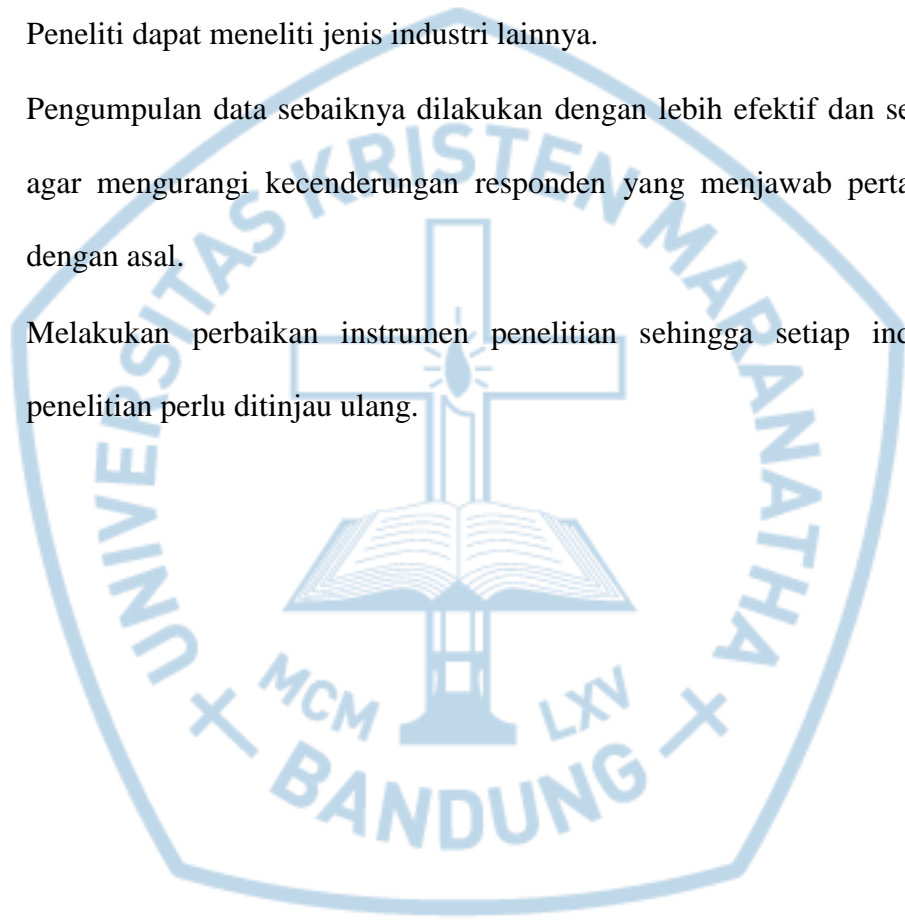 Peneliti dapat meneliti jenis industri lainnya.
Pengumpulan data sebaiknya dilakukan dengan lebih efektif dan
agar mengurangi kecenderungan responden yang menjawab
dengan asal.
Melakukan perbaikan instrumen penelitian sehingga setiap
penelitian perlu ditinjau ulang.
UNIVERSITAS KRISTEN MARANATHA
MCM LXV
BANDUNG